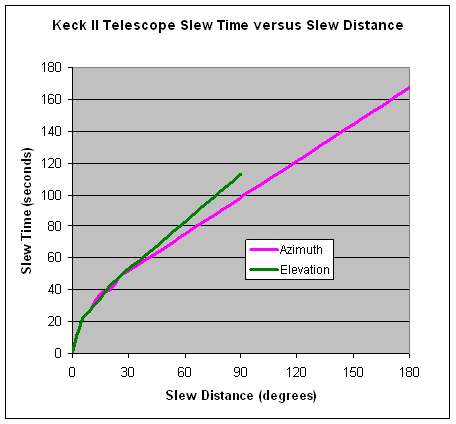 Keck II Telescope Slew Time versus Slew Distance
180
160
140
120
100
80
60
40
20
0
Slew Time (seconds)
Azimuth
Elevation
0 30 60 90 120 150 180
Slew Distance (degrees)